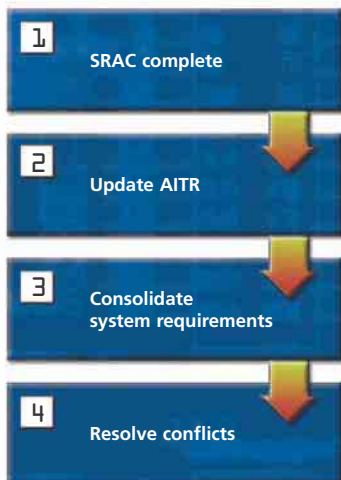 1
SRAC complete
2
Update AITR
3
Consolidate
system requirements
4
Resolve conflicts